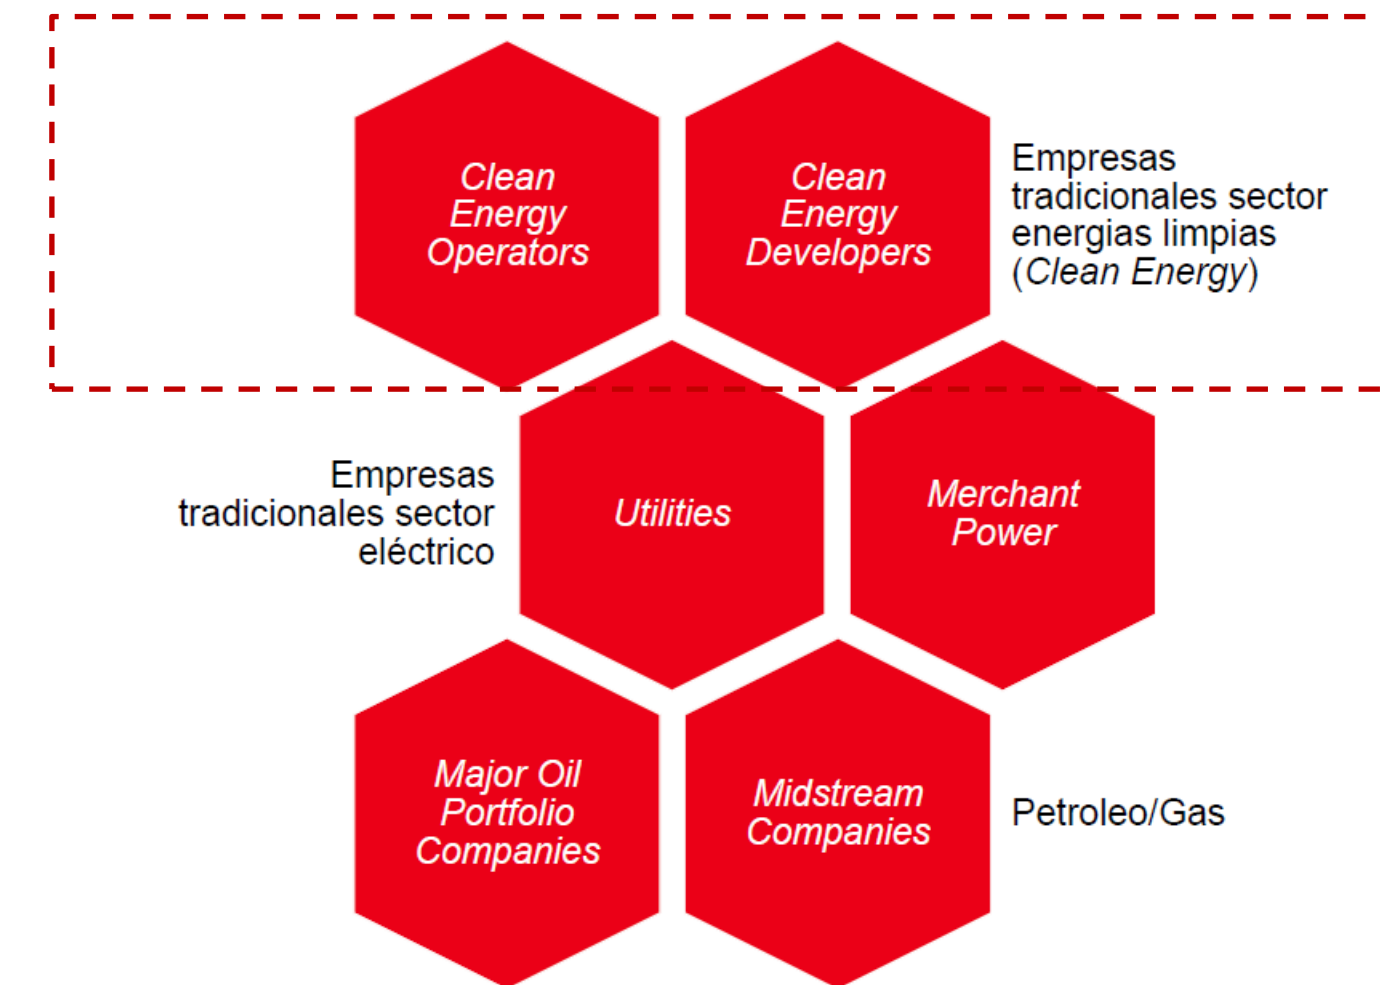 Clean
Energy
Operators
Clean
Energy
Developers
Empresas
tradicionales sector
energias limpias
(Clean Energy)
Empresas
tradicionales sector
eléctrico
Utilities
Merchant
Power
Major Oil
Portfolio
Companies
Midstream
Companies
Petroleo/Gas